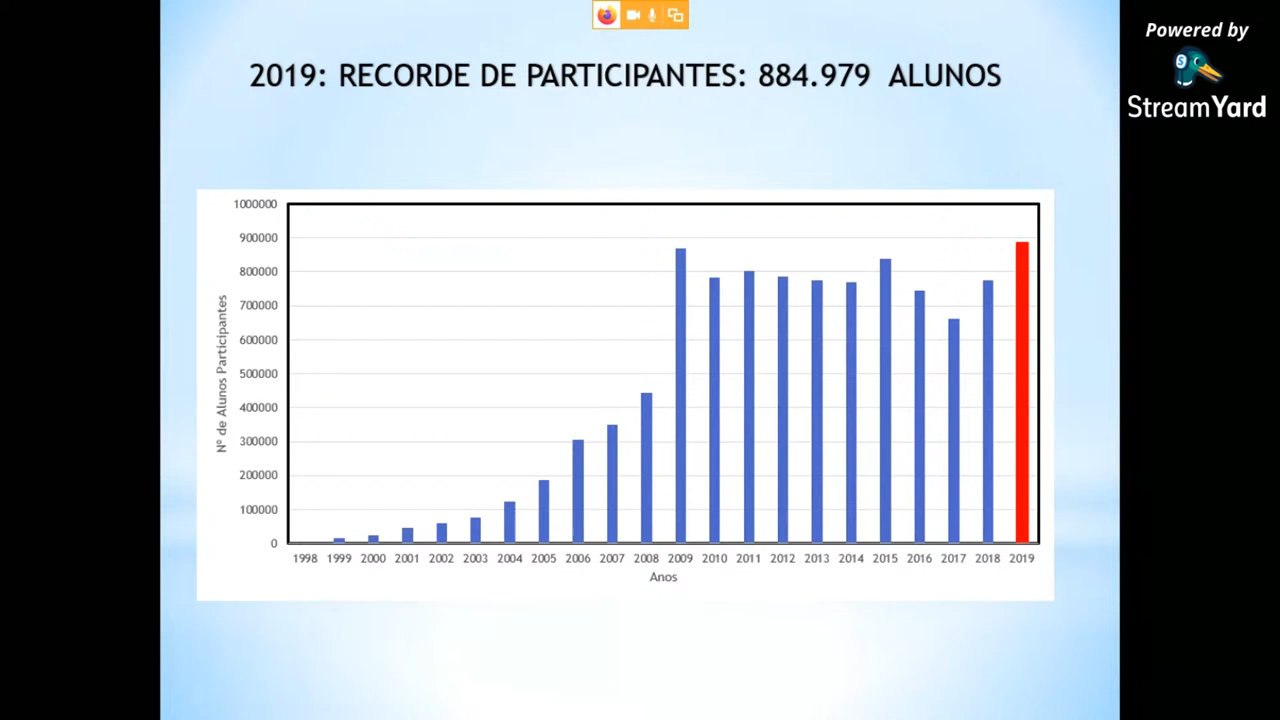 Powered by
StreamYard
2019: RECORDE DE PARTICIPANTES: 884.979 ALUNOS
1000000
900000
800000
700000
600000
500000
400000
300000
200000
100000
0
Nº de Alunos Participantes
1998 1999 2000 2001 2002 2003 2004 2005 2006 2007 2008 2009 2010 2011 2012 2013 2014 2015 2016 2017 2018 2019
Anos